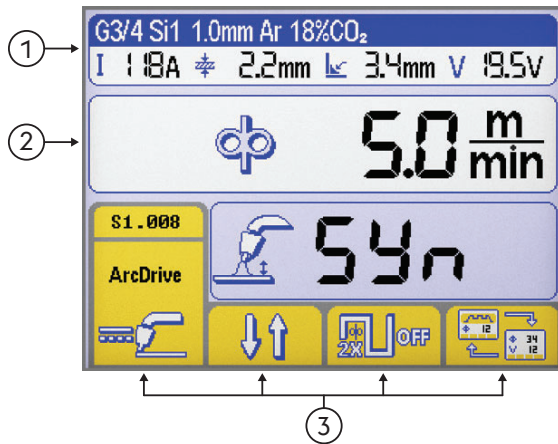 G3/4 Si1 1.0mm Ar 18%CO₂
I 118A 2.2mm 3.4mm V 19.5V
5.0 m/min
S1.008
ArcDrive
Syn
2X OFF
12
34
V 12
1
2
3